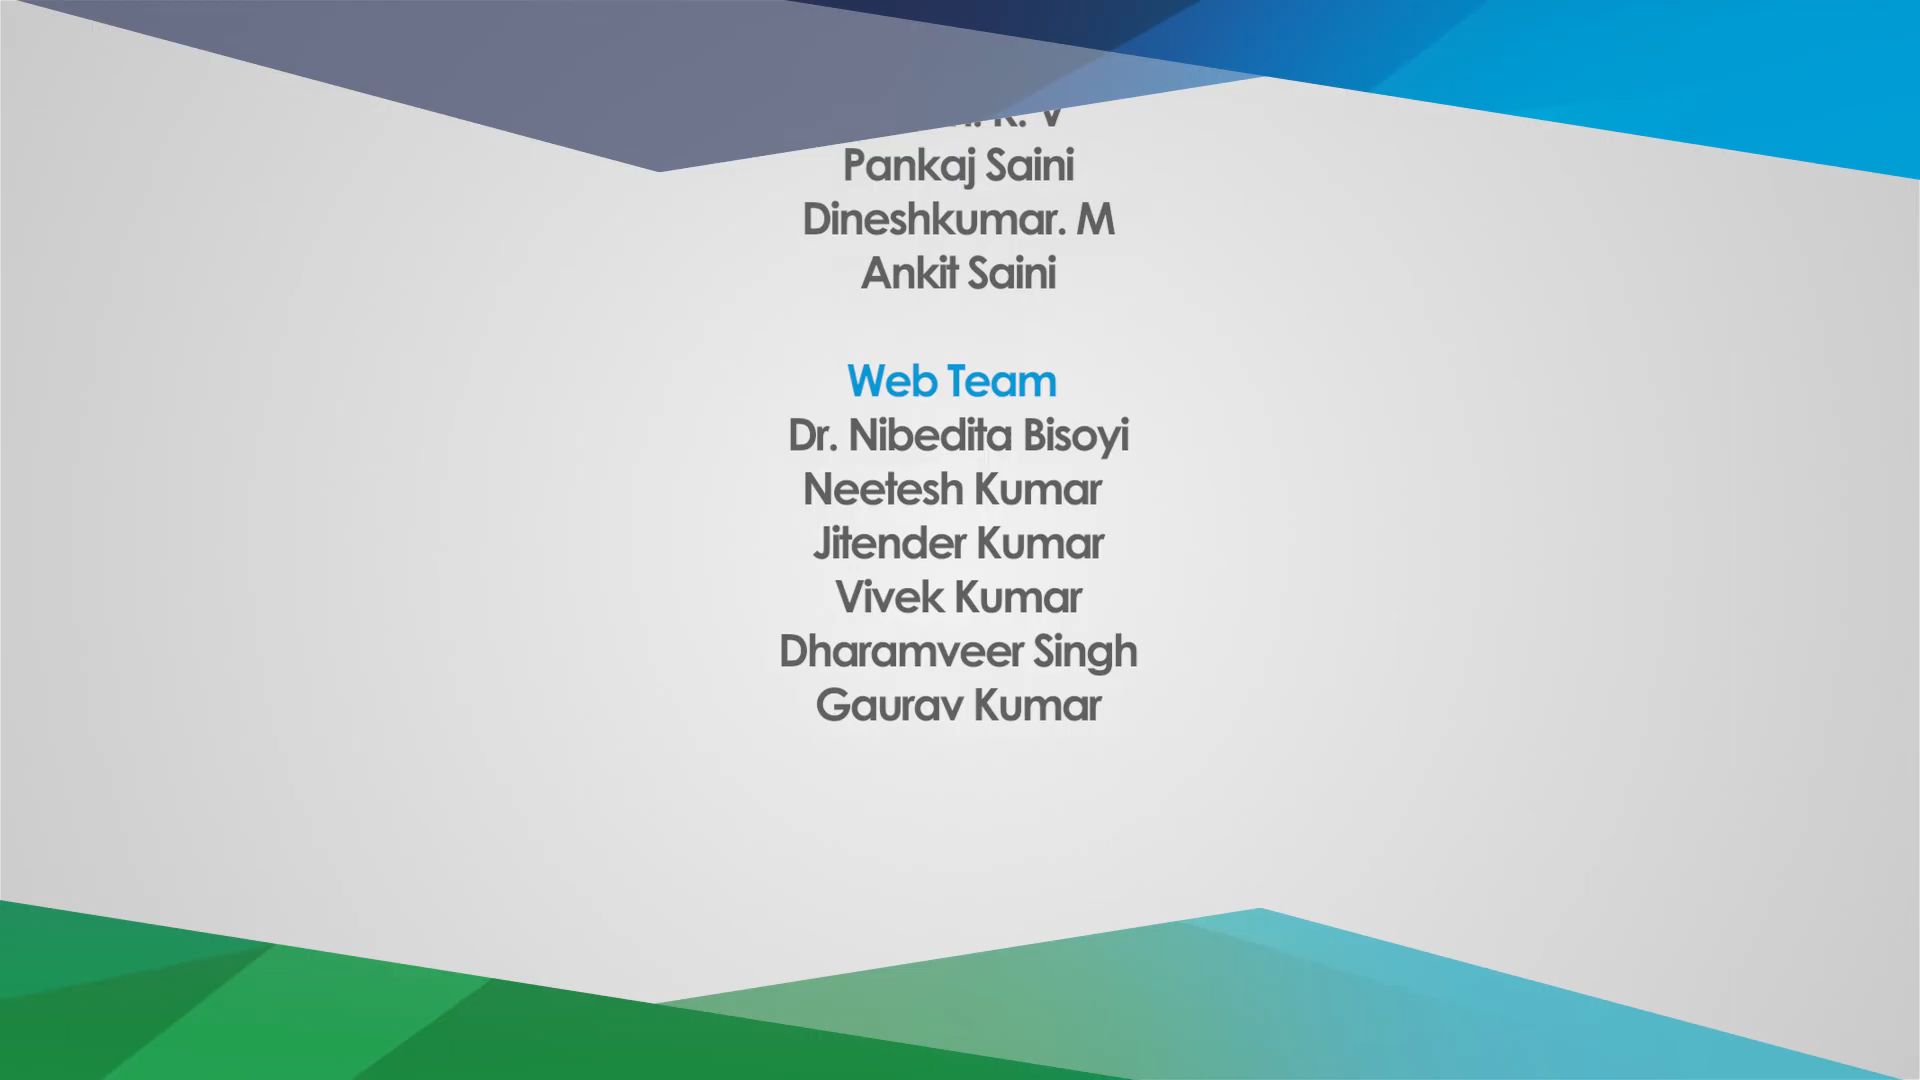 K. V
Pankaj Saini
Dineshkumar. M
Ankit Saini
Web Team
Dr. Nibedita Bisoyi
Neetesh Kumar
Jitender Kumar
Vivek Kumar
Dharamveer Singh
Gaurav Kumar